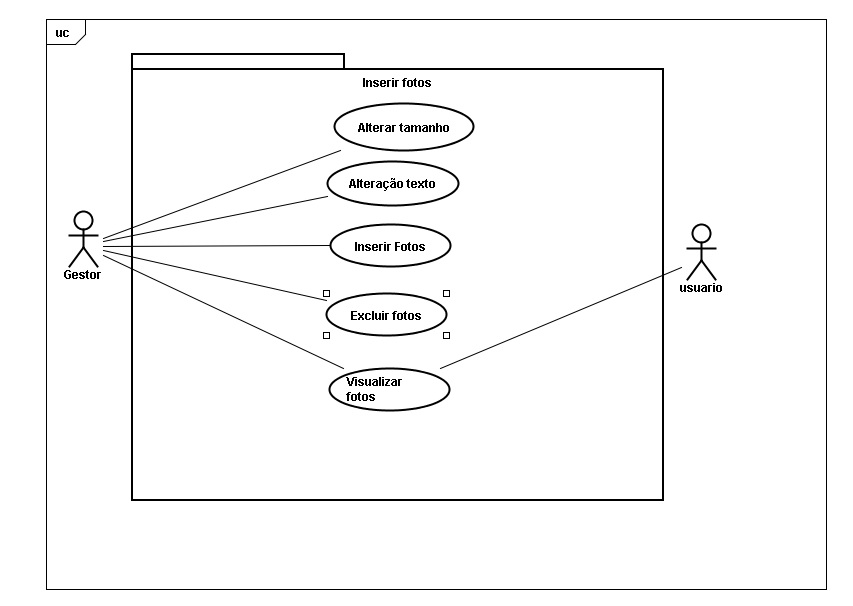 uc
Inserir fotos
Alterar tamanho
Alteração texto
Inserir Fotos
Gestor
usuario
Excluir fotos
Visualizar
fotos